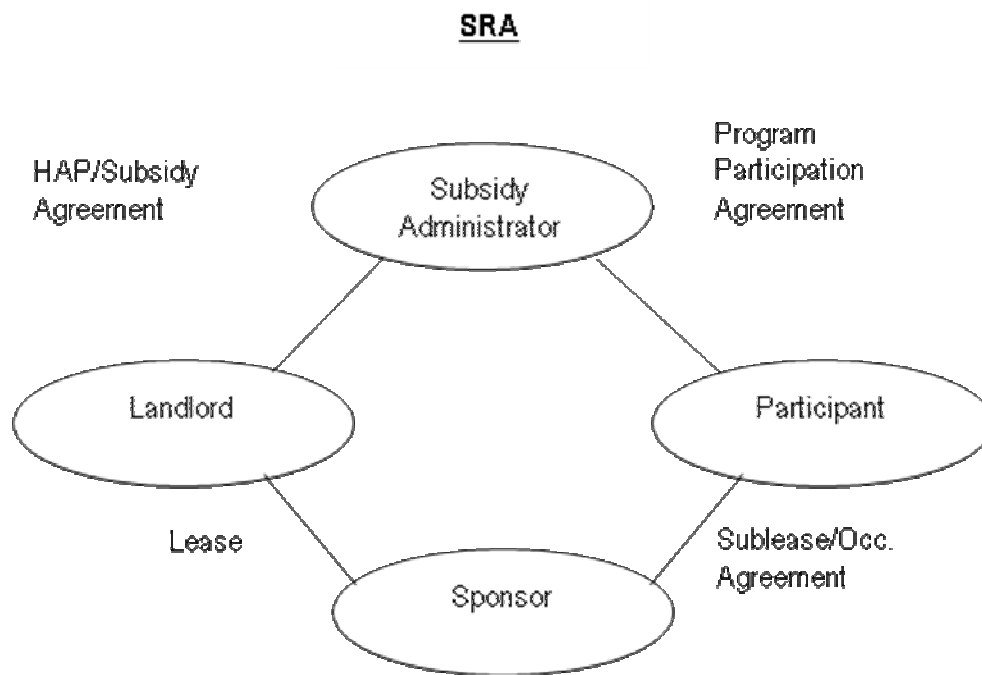 SRA
HAP/Subsidy
Agreement
Program
Participation
Agreement
Subsidy
Administrator
Landlord
Participant
Lease
Sublease/Occ.
Agreement
Sponsor